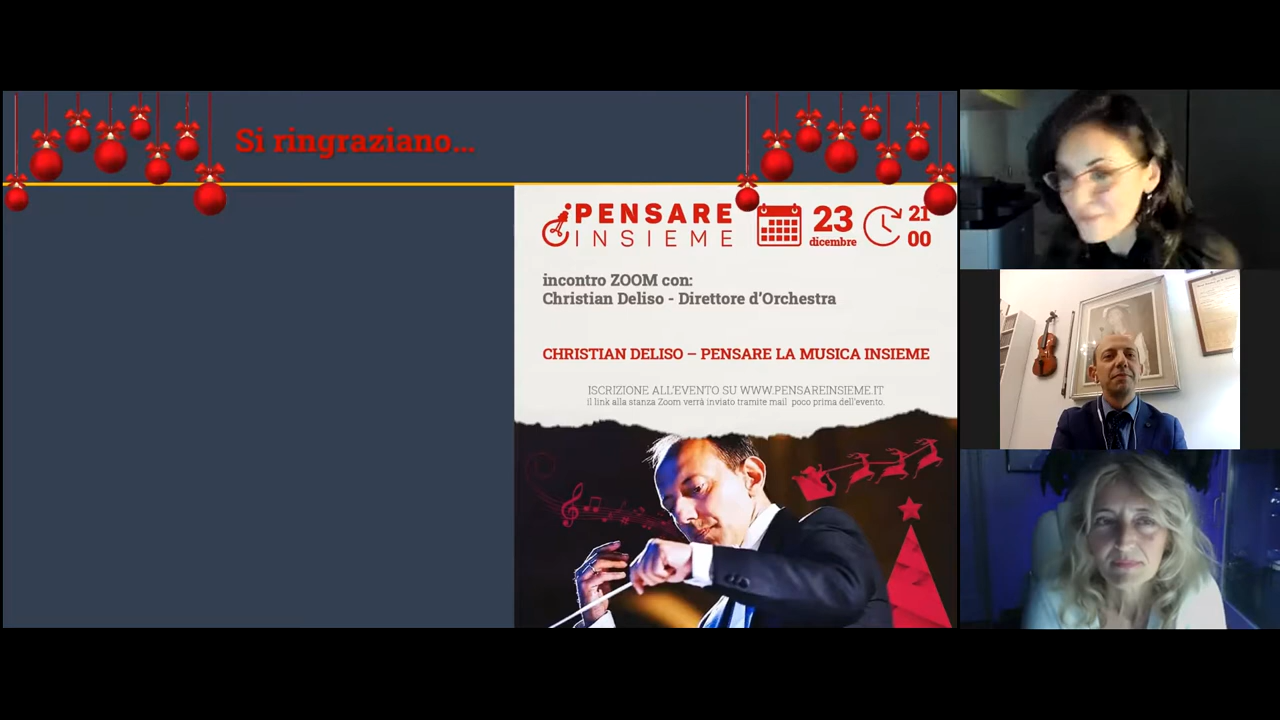 Si ringraziano...
PENSARE
INSIEME
23
dicembre
21
00
incontro ZOOM con:
Christian Deliso - Direttore d'Orchestra
CHRISTIAN DELISO – PENSARE LA MUSICA INSIEME
ISCRIZIONE ALL'EVENTO SU WWW.PENSAREINSIEME.IT
il link alla stanza Zoom verrà inviato tramite mail poco prima dell'evento.